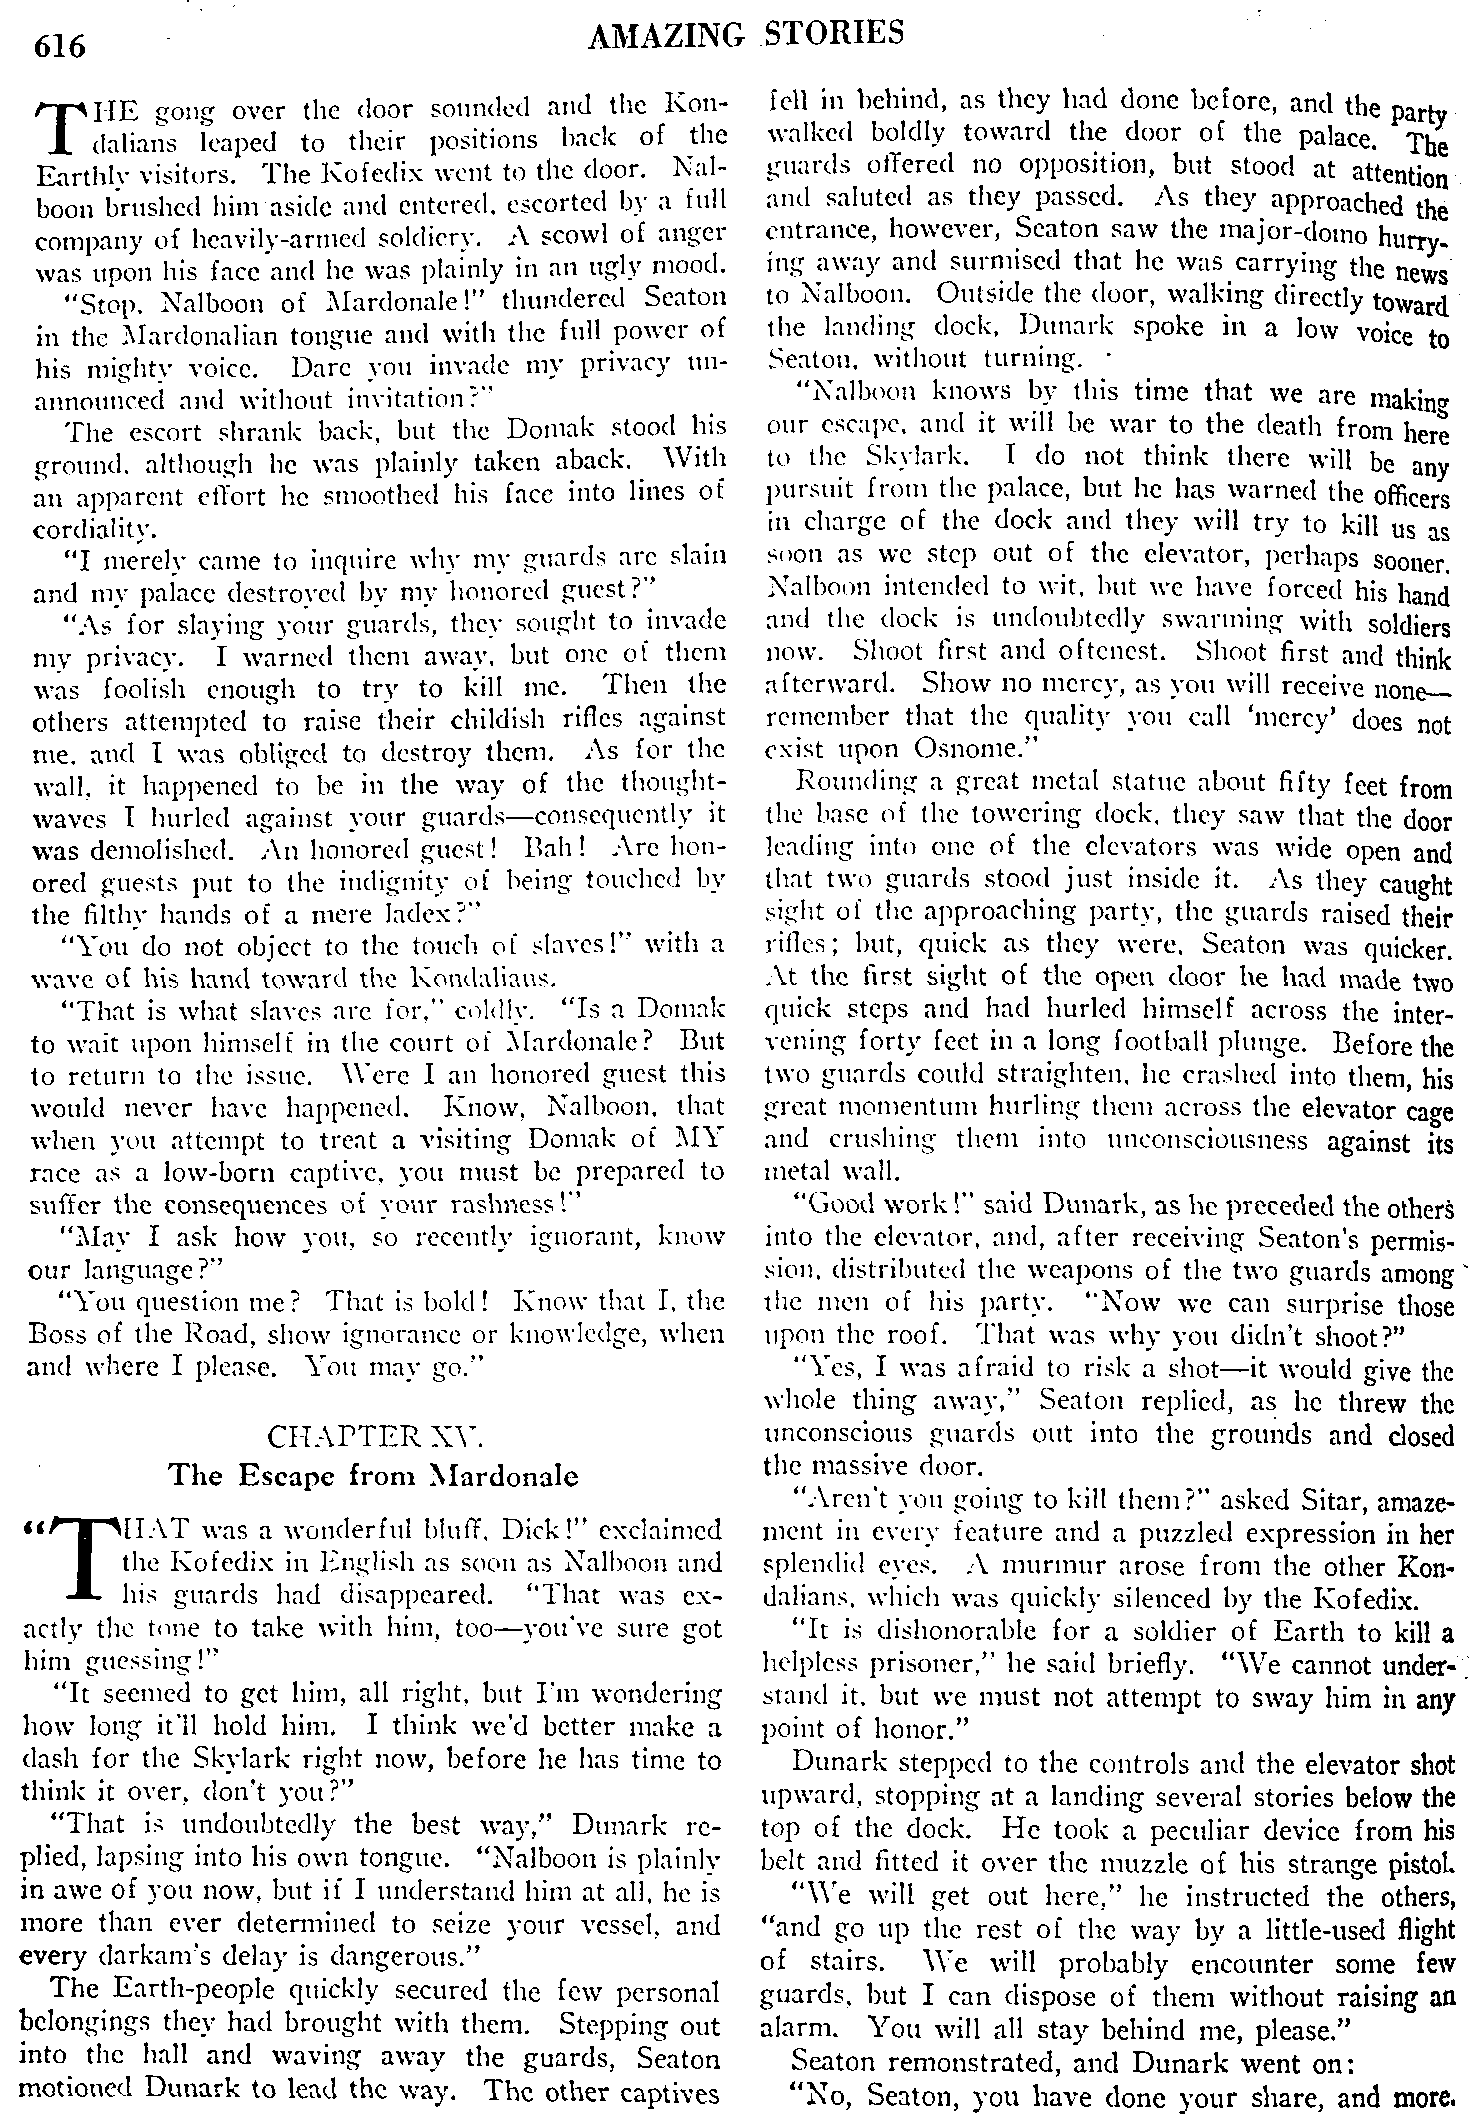 616
AMAZING STORIES
THE gong over the door sounded and the Kon-
dalians leaped to their positions back of the
Earthly visitors. The Kofedix went to the door. Nal-
boon brushed him aside and entered, escorted by a full
company of heavily-armed soldiery. A scowl of anger
was upon his face and he was plainly in an ugly mood.
"Stop, Nalboon of Mardonale!" thundered Seaton
in the Mardonalian tongue and with the full power of
his mighty voice. Dare you invade my privacy un-
announced and without invitation?"
The escort shrank back, but the Domak stood his
ground, although he was plainly taken aback. With
an apparent effort he smoothed his face into lines of
cordiality.
"I merely came to inquire why my guards are slain
and my palace destroyed by my honored guest?"
"As for slaying your guards, they sought to invade
my privacy. I warned them away, but one of them
was foolish enough to try to kill me. Then the
others attempted to raise their childish rifles against
me, and I was obliged to destroy them. As for the
wall, it happened to be in the way of the thought-
waves I hurled against your guards—consequently it
was demolished. An honored guest! Bah! Are hon-
ored guests put to the indignity of being touched by
the filthy hands of a mere ladex?"
"You do not object to the touch of slaves!" with a
wave of his hand toward the Kondalians.
"That is what slaves are for," coldly. "Is a Domak
to wait upon himself in the court of Mardonale? But
to return to the issue. Were I an honored guest this
would never have happened. Know, Nalboon, that
when you attempt to treat a visiting Domak of MY
race as a low-born captive, you must be prepared to
suffer the consequences of your rashness!"
"May I ask how you, so recently ignorant, know
our language?"
"You question me? That is bold! Know that I, the
Boss of the Road, show ignorance or knowledge, when
and where I please. You may go."
CHAPTER XV.
The Escape from Mardonale
"THAT was a wonderful bluff, Dick!" exclaimed
the Kofedix in English as soon as Nalboon and
his guards had disappeared. "That was ex-
actly the tone to take with him, too—you've sure got
him guessing!"
"It seemed to get him, all right, but I'm wondering
how long it'll hold him. I think we'd better make a
dash for the Skylark right now, before he has time to
think it over, don't you?"
"That is undoubtedly the best way," Dunark re-
plied, lapsing into his own tongue. "Nalboon is plainly
in awe of you now, but if I understand him at all, he is
more than ever determined to seize your vessel, and
every darkam's delay is dangerous."
The Earth-people quickly secured the few personal
belongings they had brought with them. Stepping out
into the hall and waving away the guards, Seaton
motioned Dunark to lead the way. The other captives
fell in behind, as they had done before, and the party
walked boldly toward the door of the palace. The
guards offered no opposition, but stood at attention
and saluted as they passed. As they approached the
entrance, however, Seaton saw the major-domo hurry-
ing away and surmised that he was carrying the news
to Nalboon. Outside the door, walking directly toward
the landing dock, Dunark spoke in a low voice to
Seaton, without turning.
"Nalboon knows by this time that we are making
our escape, and it will be war to the death from here
to the Skylark. I do not think there will be any
pursuit from the palace, but he has warned the officers
in charge of the dock and they will try to kill us as
soon as we step out of the elevator, perhaps sooner.
Nalboon intended to wit, but we have forced his hand
and the dock is undoubtedly swarming with soldiers
now. Shoot first and oftenest. Shoot first and think
afterward. Show no mercy, as you will receive none—
remember that the quality you call 'mercy' does not
exist upon Osnome."
Rounding a great metal statue about fifty feet from
the base of the towering dock, they saw that the door
leading into one of the elevators was wide open and
that two guards stood just inside it. As they caught
sight of the approaching party, the guards raised their
rifles; but, quick as they were, Seaton was quicker.
At the first sight of the open door he had made two
quick steps and had hurled himself across the inter-
vening forty feet in a long football plunge. Before the
two guards could straighten, he crashed into them, his
great momentum hurling them across the elevator cage
and crushing them into unconsciousness against its
metal wall.
"Good work!" said Dunark, as he preceded the others
into the elevator, and, after receiving Seaton's permis-
sion, distributed the weapons of the two guards among
the men of his party. "Now we can surprise those
upon the roof. That was why you didn't shoot?"
"Yes, I was afraid to risk a shot—it would give the
whole thing away," Seaton replied, as he threw the
unconscious guards out into the grounds and closed
the massive door.
"Aren't you going to kill them?" asked Sitar, amaze-
ment in every feature and a puzzled expression in her
splendid eyes. A murmur arose from the other Kon-
dalians, which was quickly silenced by the Kofedix.
"It is dishonorable for a soldier of Earth to kill a
helpless prisoner," he said briefly. "We cannot under-
stand it, but we must not attempt to sway him in any
point of honor."
Dunark stepped to the controls and the elevator shot
upward, stopping at a landing several stories below the
top of the dock. He took a peculiar device from his
belt and fitted it over the muzzle of his strange pistol.
"We will get out here," he instructed the others,
"and go up the rest of the way by a little-used flight
of stairs. We will probably encounter some few
guards, but I can dispose of them without raising an
alarm. You will all stay behind me, please."
Seaton remonstrated, and Dunark went on:
"No, Seaton, you have done your share, and more.